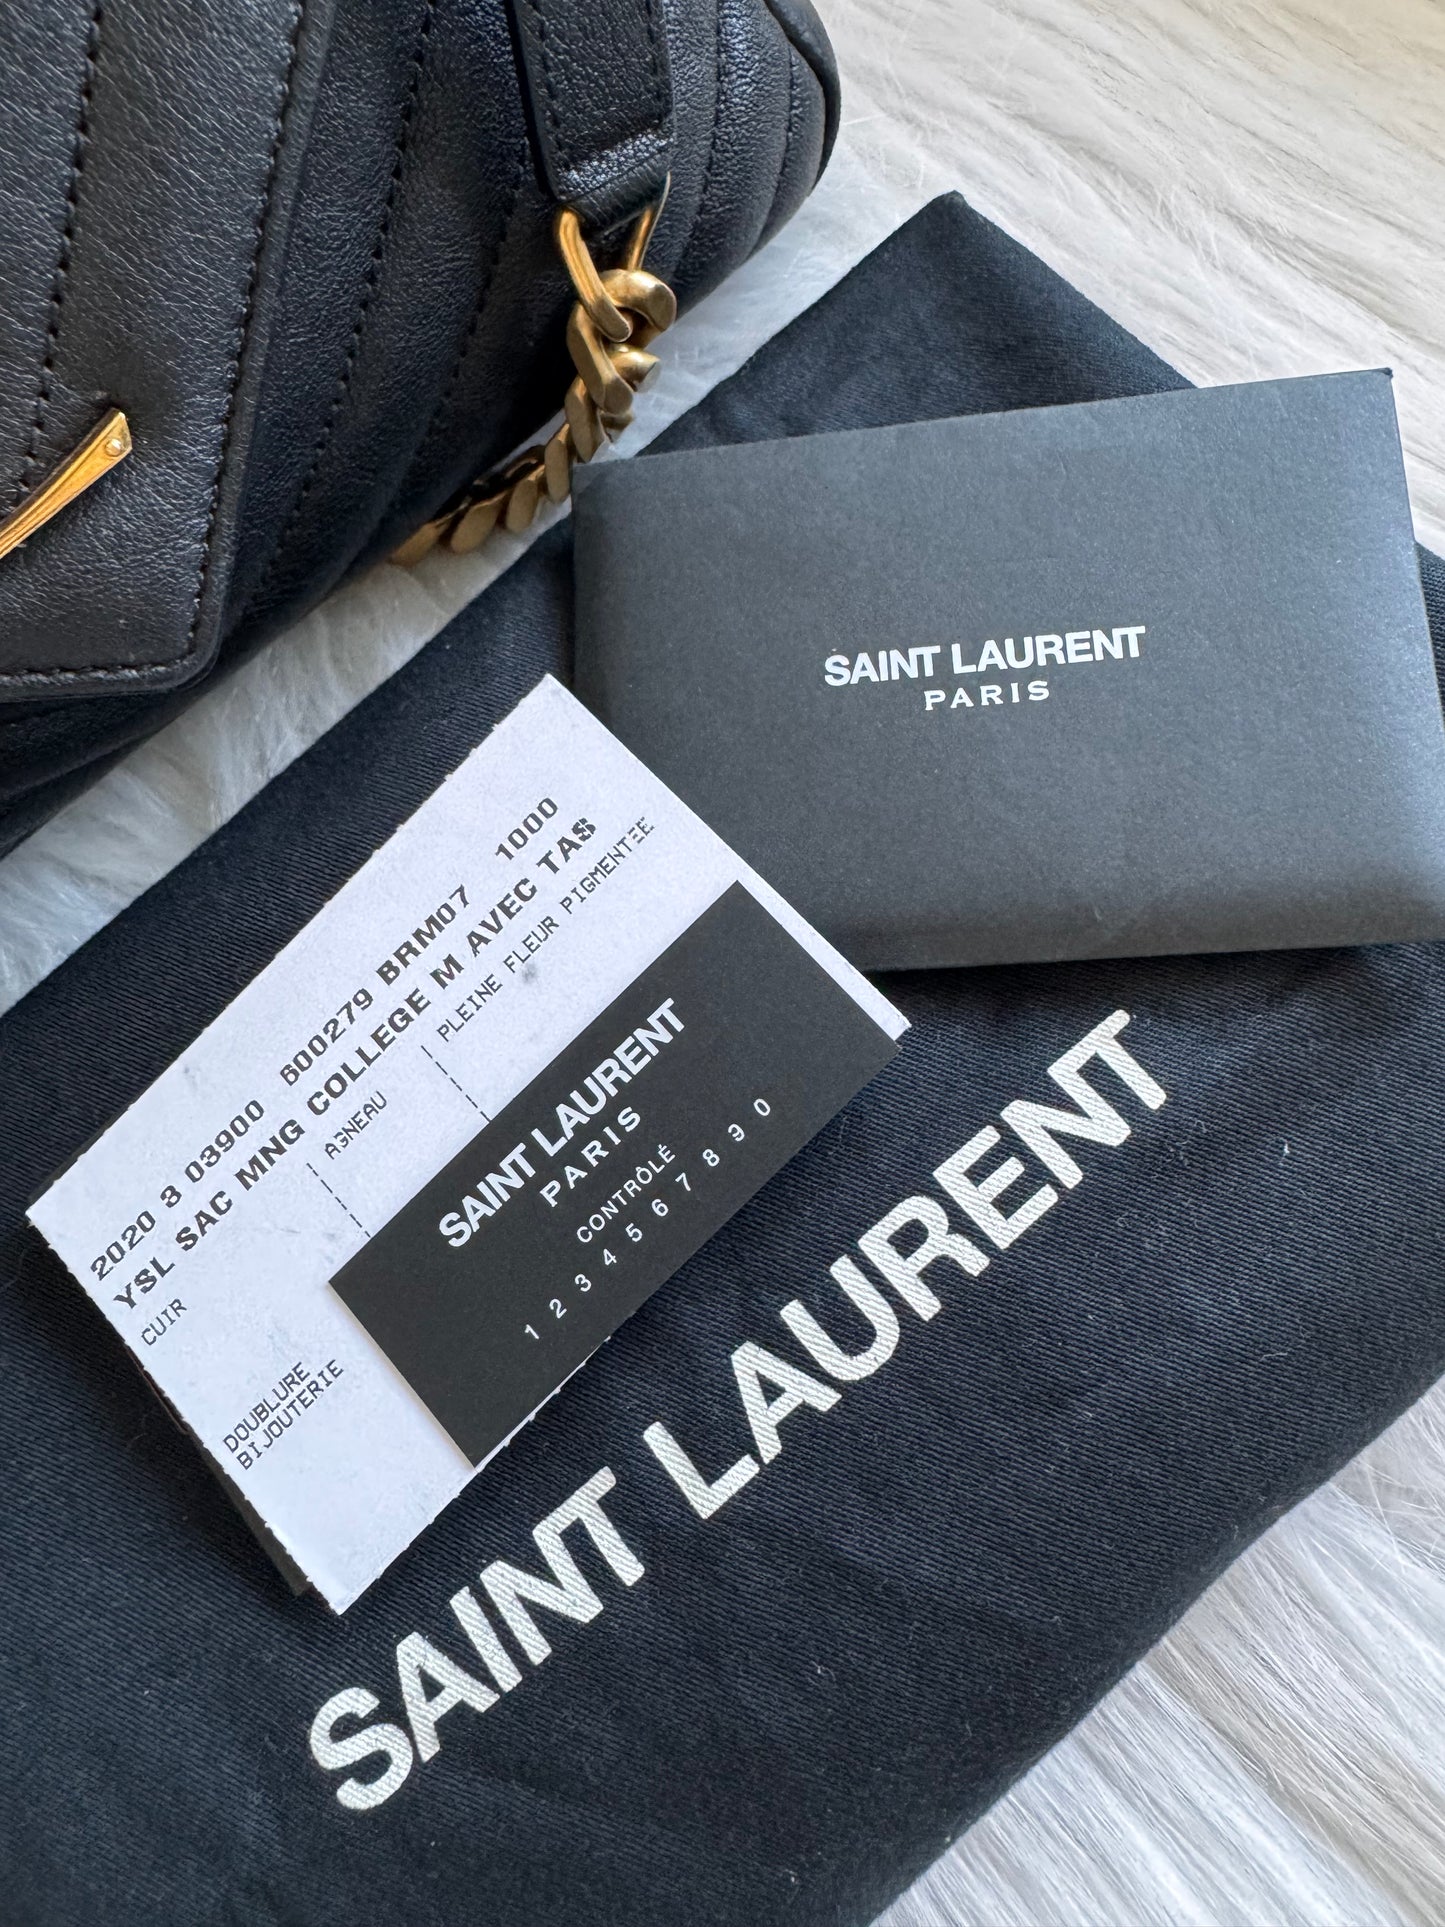 SAINT LAURENT
PARIS
2020 3 03900 600279 BRM07 1000
YSL SAC MNG COLLEGE M AVEC TAS
CUIR AGNEAU PLEINE FLEUR PIGMENTEE
DOUBLURE
BIJOUTERIE
SAINT LAURENT
PARIS
CONTRÔLÉ
1 2 3 4 5 6 7 8 9 0
SAINT LAURENT